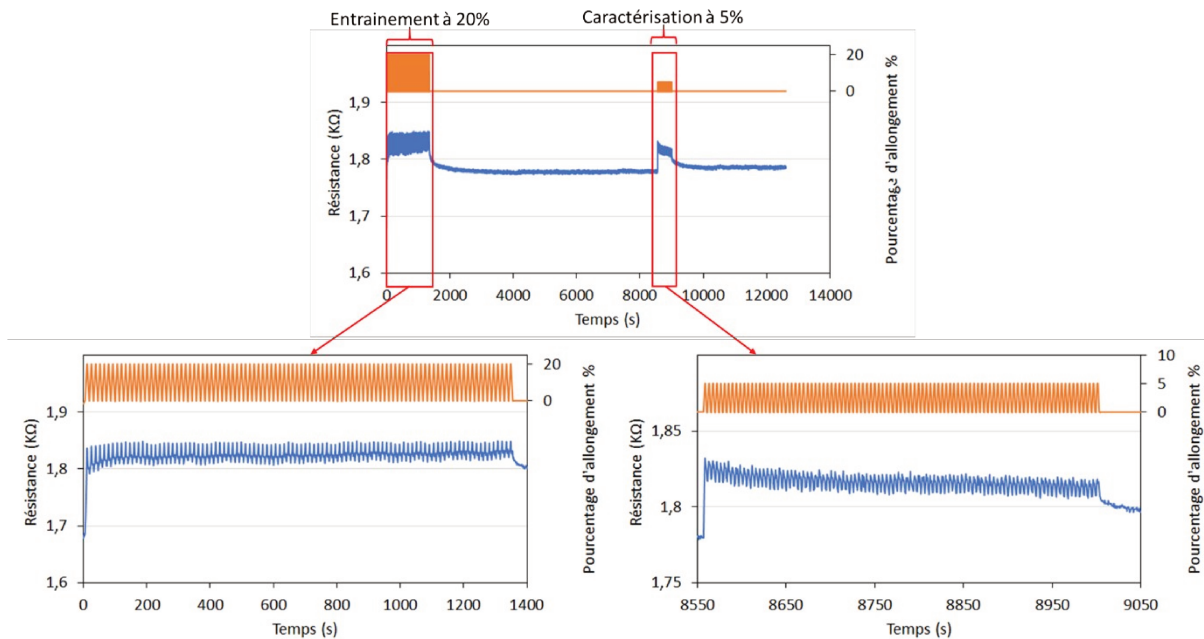 Entrainement à 20%
Caractérisation à 5%
Résistance (KΩ)
1,9
1,8
1,7
1,6
20
0
Pourcentage d'allongement %
0 2000 4000 6000 8000 10000 12000 14000
Temps (s)
Résistance (KΩ)
1,9
1,8
1,7
1,6
20
0
Pourcentage d'allongement %
0 200 400 600 800 1000 1200 1400
Temps (s)
Résistance (KΩ)
1,85
1,8
1,75
10
5
0
Pourcentage d'allongement %
8550 8650 8750 8850 8950 9050
Temps (s)